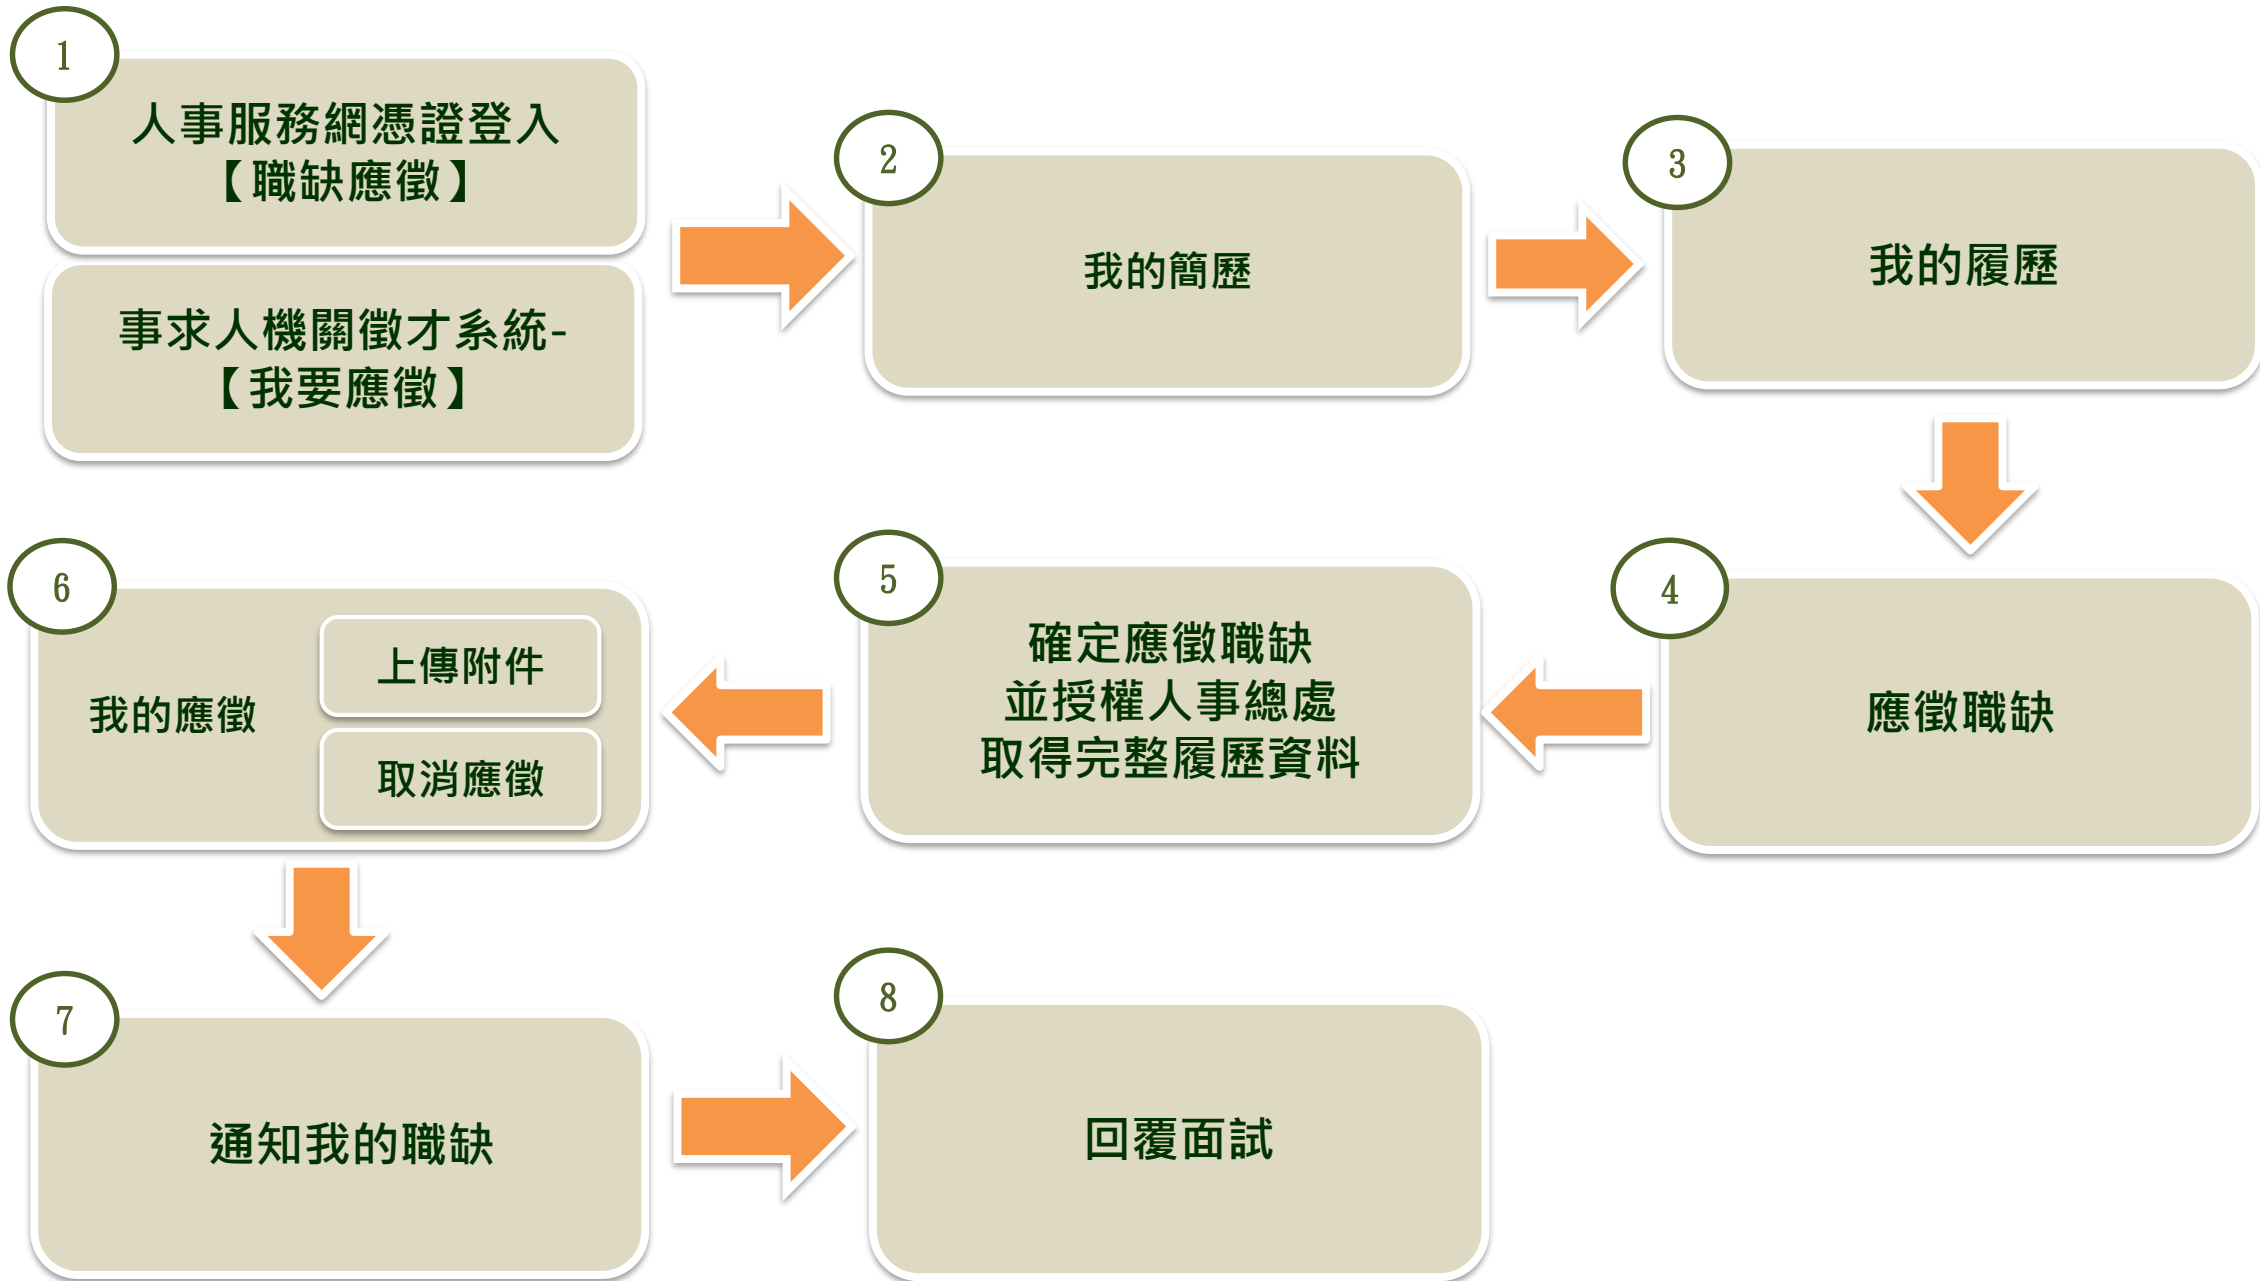 1
人事服務網憑證登入
【職缺應徵】
事求人機關徵才系統-
【我要應徵】
2
我的簡歷
3
我的履歷
4
應徵職缺
5
確定應徵職缺
並授權人事總處
取得完整履歷資料
6
我的應徵
上傳附件
取消應徵
7
通知我的職缺
8
回覆面試